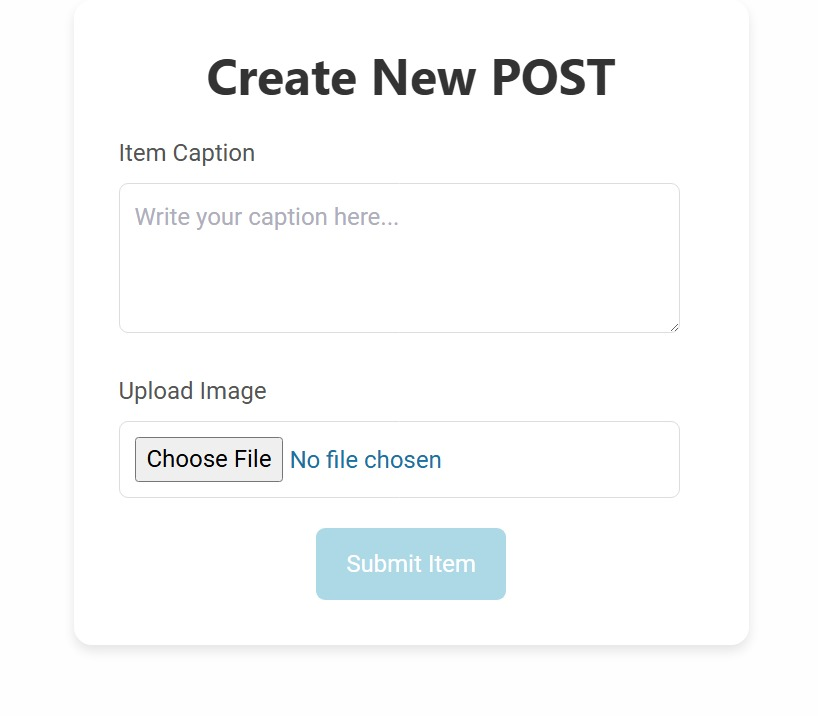 Create New POST
Item Caption
Write your caption here...
Upload Image
Choose File No file chosen
Submit Item